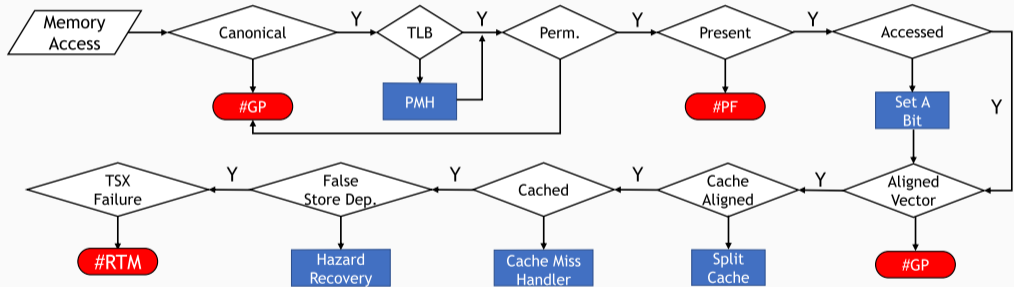 Memory
Access
Canonical
Y
TLB
Y
Perm.
Y
Present
Y
Accessed
#GP
PMH
#PF
Set A
Bit
Y
TSX
Failure
Y
False
Store Dep.
Y
Cached
Y
Cache
Aligned
Y
Aligned
Vector
#RTM
Hazard
Recovery
Cache Miss
Handler
Split
Cache
#GP